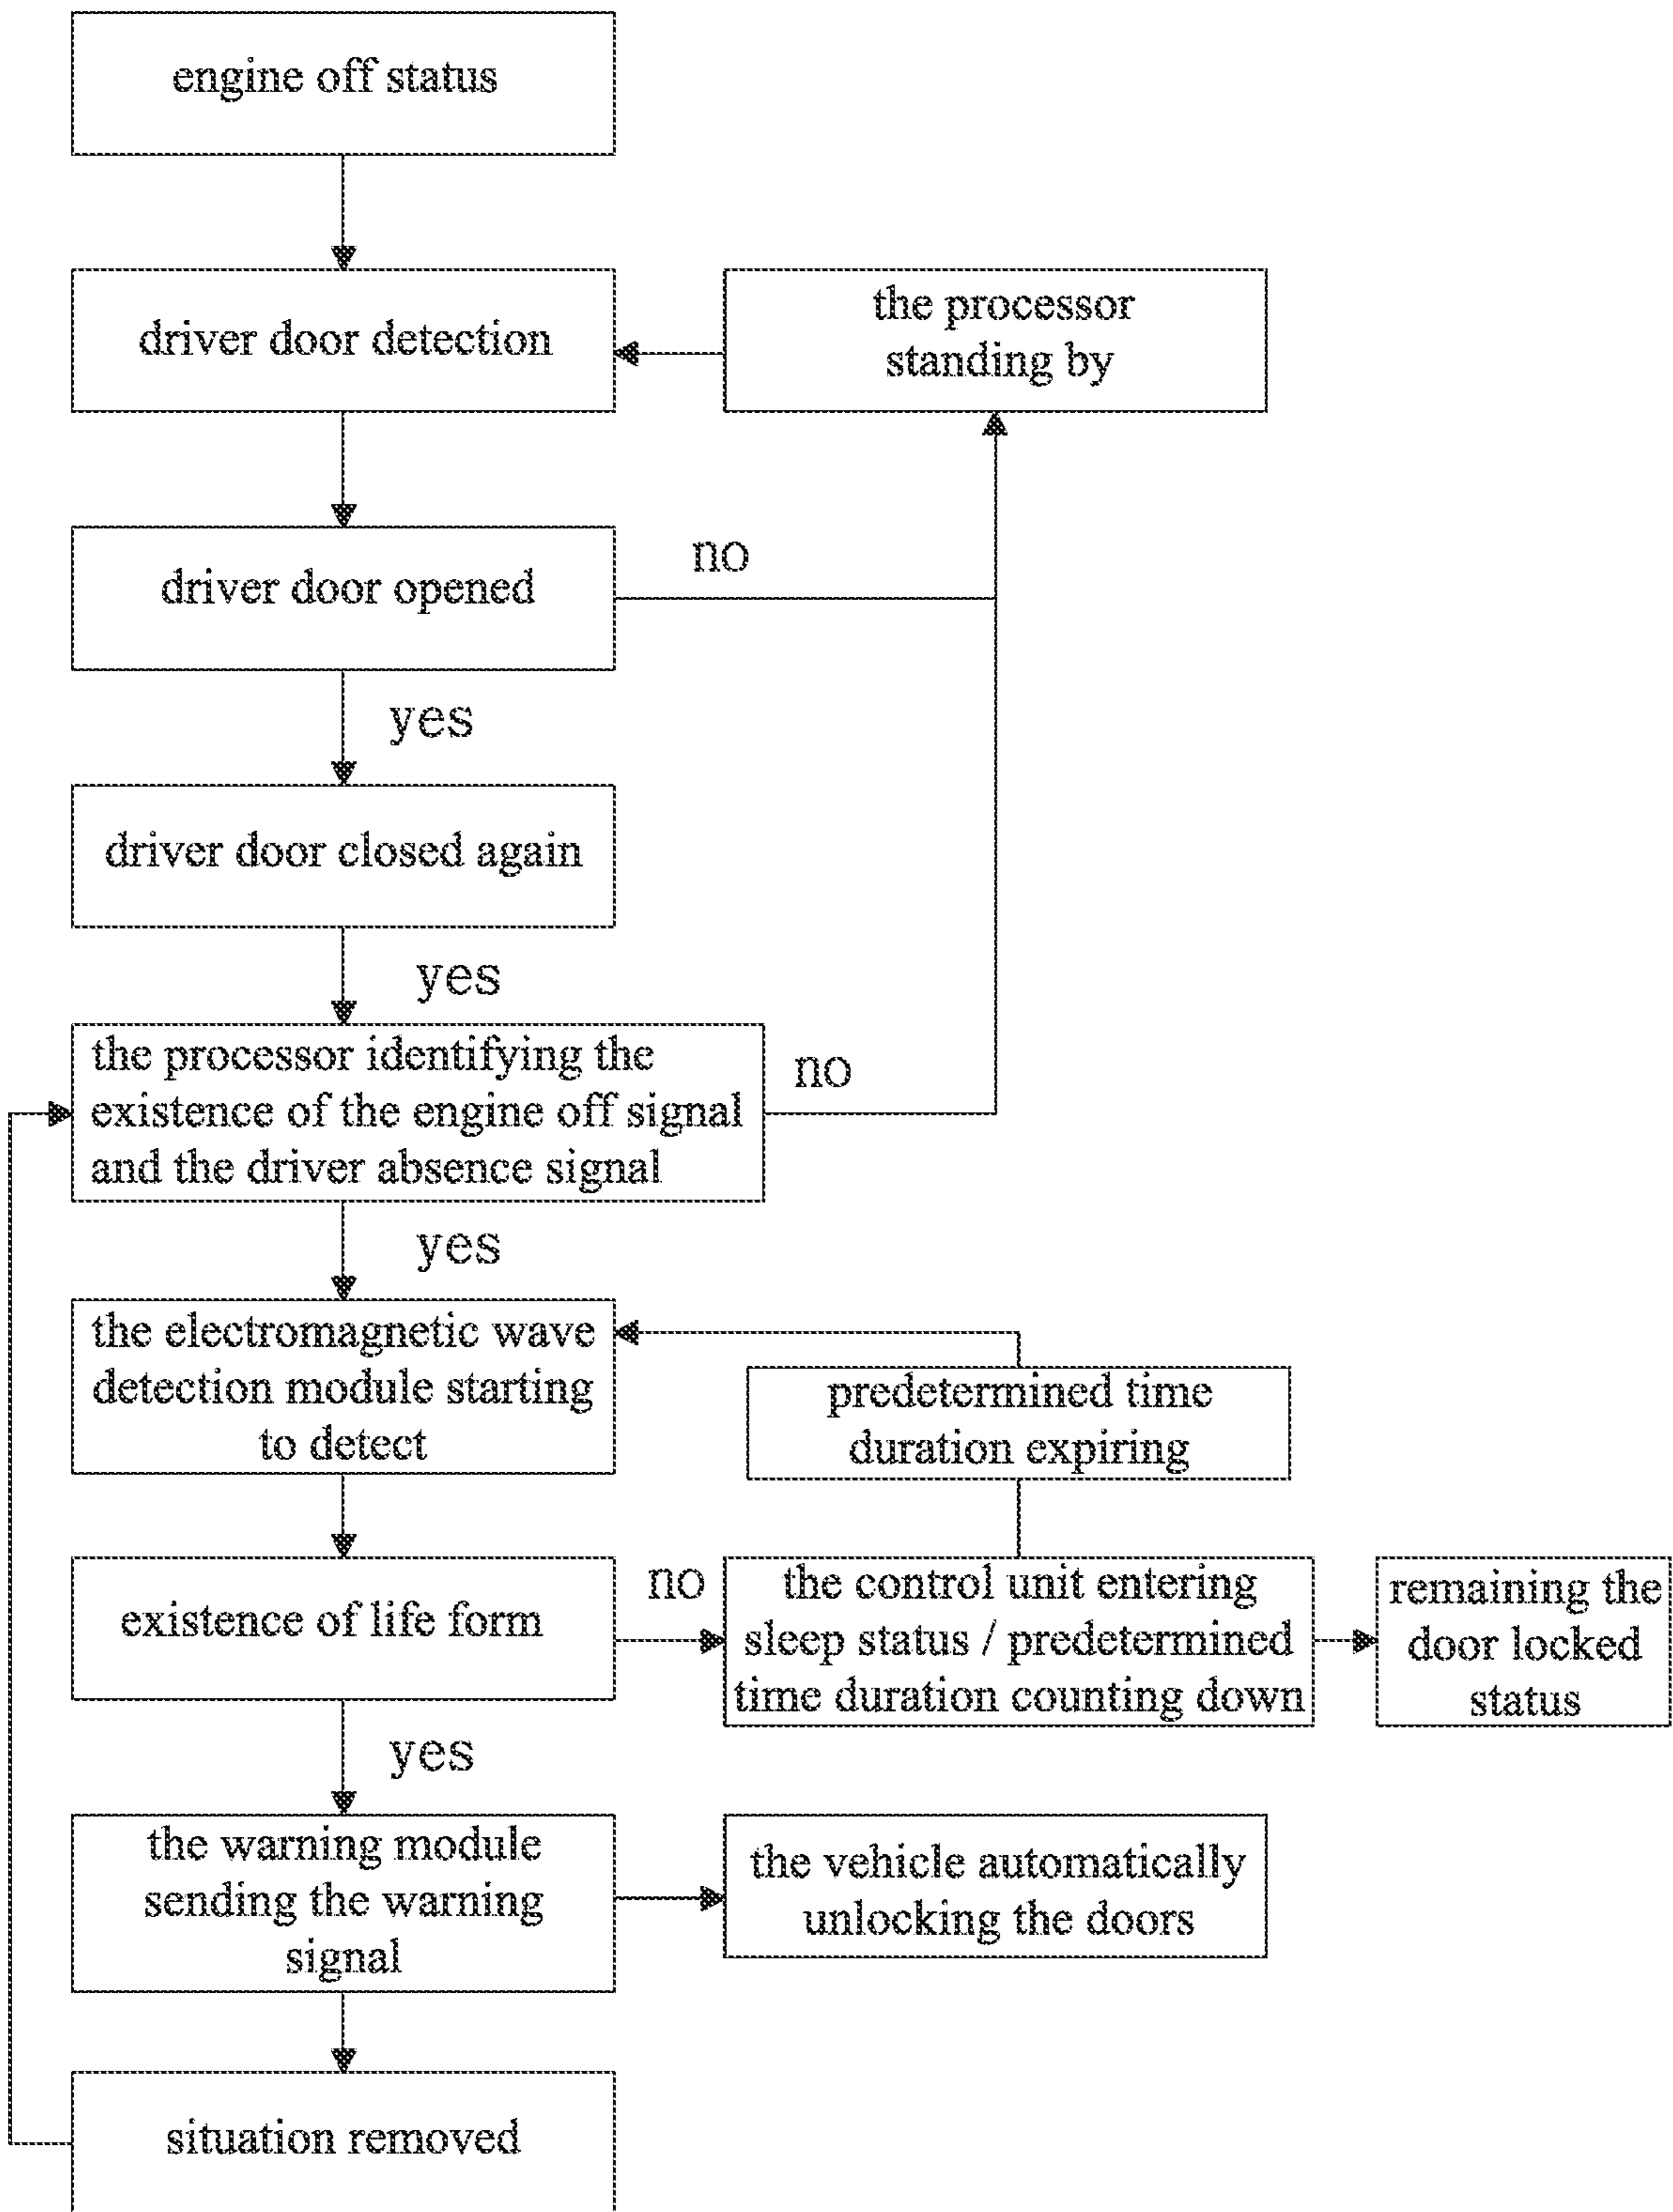 engine off status
driver door detection
the processor
standing by
driver door opened
no
yes
driver door closed again
yes
the processor identifying the
existence of the engine off signal
and the driver absence signal
no
yes
the electromagnetic wave
detection module starting
to detect
predetermined time
duration expiring
existence of life form
no
the control unit entering
sleep status / predetermined
time duration counting down
remaining the
door locked
status
yes
the warning module
sending the warning
signal
the vehicle automatically
unlocking the doors
situation removed